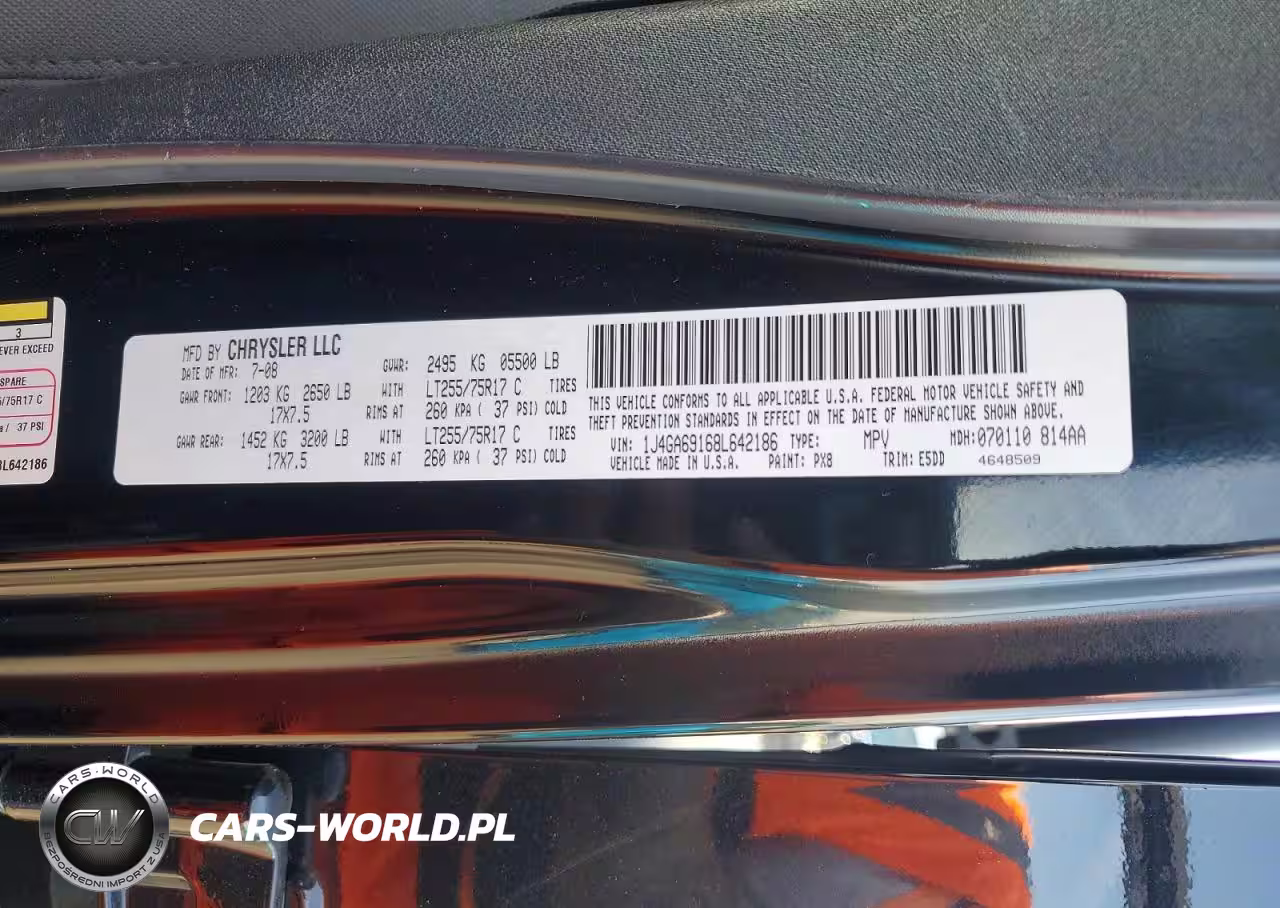 3
EVER EXCEED
SPARE
/75R17 C
/ 37 PSI
8L642186
MFD BY CHRYSLER LLC
DATE OF MFR: 7-08
GVWR: 2495 KG 05500 LB
GAWR FRONT: 1203 KG 2650 LB WITH LT255/75R17 C TIRES
17X7.5 RIMS AT 260 KPA ( 37 PSI) COLD
GAWR REAR: 1452 KG 3200 LB WITH LT255/75R17 C TIRES
17X7.5 RIMS AT 260 KPA ( 37 PSI) COLD
THIS VEHICLE CONFORMS TO ALL APPLICABLE U.S.A. FEDERAL MOTOR VEHICLE SAFETY AND
THEFT PREVENTION STANDARDS IN EFFECT ON THE DATE OF MANUFACTURE SHOWN ABOVE.
VIN: 1J4GA69168L642186 TYPE: MPV MDH:070110 814AA
VEHICLE MADE IN U.S.A. PAINT: PX8 TRIM: E5DD 4648509
CARS-WORLD
CW
BEZPOŚREDNI IMPORT Z USA
CARS-WORLD.PL